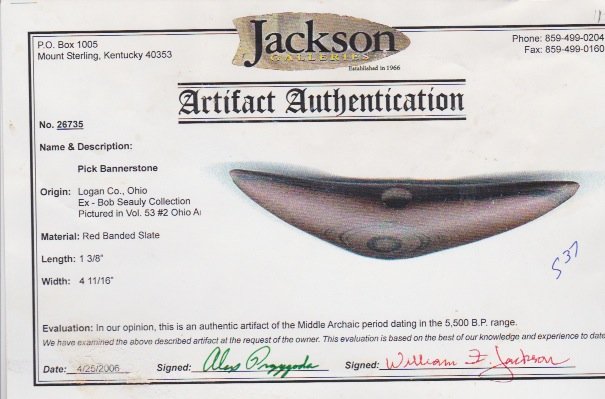 P.O. Box 1005
Mount Sterling, Kentucky 40353
Jackson
GALLERIES
Established in 1966
Phone: 859-499-0204
Fax: 859-499-0160
Artifact Authentication
No. 26735
Name & Description:
Pick Bannerstone
Origin: Logan Co., Ohio
Ex - Bob Seauly Collection
Pictured in Vol. 53 #2 Ohio
Material: Red Banded Slate
Length: 1 3/8"
Width: 4 11/16"
537
Evaluation: In our opinion, this is an authentic artifact of the Middle Archaic period dating in the 5,500 B.P. range.
We have examined the above described artifact at the request of the owner. This evaluation is based on the best of our knowledge and experience to date
Date: 4/25/2006 Signed: Alex Przygoda Signed: William F. Jackson